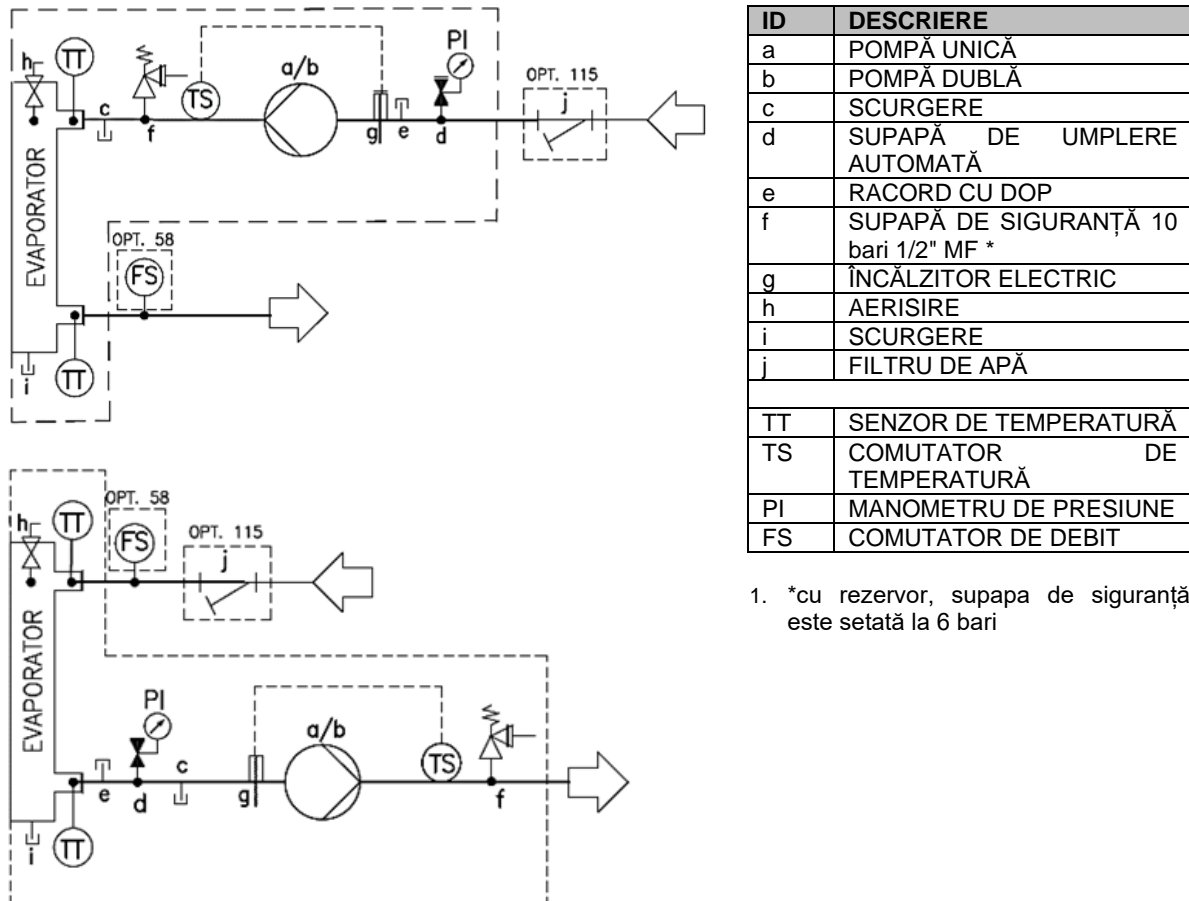 h
TT
c
f
TS
a/b
g
e
PI
d
OPT. 115
j
EVAPORATOR
OPT. 58
FS
i
TT
h
TT
OPT. 58
FS
OPT. 115
j
EVAPORATOR
e
PI
d
c
g
a/b
TS
f
i
TT
ID DESCRIERE
a POMPĂ UNICĂ
b POMPĂ DUBLĂ
c SCURGERE
d SUPAPĂ DE UMPLERE
AUTOMATĂ
e RACORD CU DOP
f SUPAPĂ DE SIGURANȚĂ 10
bari 1/2" MF *
g ÎNCĂLZITOR ELECTRIC
h AERISIRE
i SCURGERE
j FILTRU DE APĂ
TT SENZOR DE TEMPERATURĂ
TS COMUTATOR DE
TEMPERATURĂ
PI MANOMETRU DE PRESIUNE
FS COMUTATOR DE DEBIT
1. *cu rezervor, supapa de siguranță
este setată la 6 bari